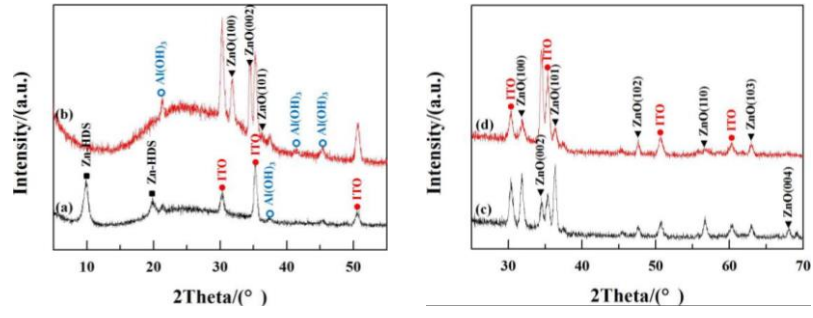 Intensity/(a.u.)
(b)
(a)
Zn-HDS
Zn-HDS
Al(OH)₃
ITO
ZnO(100)
ZnO(002)
ITO
ZnO(101)
Al(OH)₃
Al(OH)₃
Al(OH)₃
ITO
10
20
30
40
50
2Theta/(° )
Intensity/(a.u.)
(d)
(c)
ITO
ZnO(100)
ZnO(002)
ITO
ZnO(101)
ZnO(102)
ITO
ZnO(110)
ITO
ZnO(103)
ZnO(004)
30
40
50
60
70
2Theta/(° )